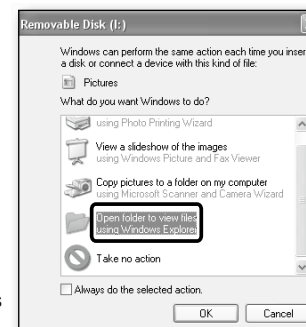 Removable Disk (I:)
Windows can perform the same action each time you inser
a disk or connect a device with this kind of file:
Pictures
What do you want Windows to do?
using Photo Printing Wizard
View a slideshow of the images
using Windows Picture and Fax Viewer
Copy pictures to a folder on my computer
using Microsoft Scanner and Camera Wizard
Open folder to view files
using Windows Explorer
Take no action
s
Always do the selected action.
OK Cancel